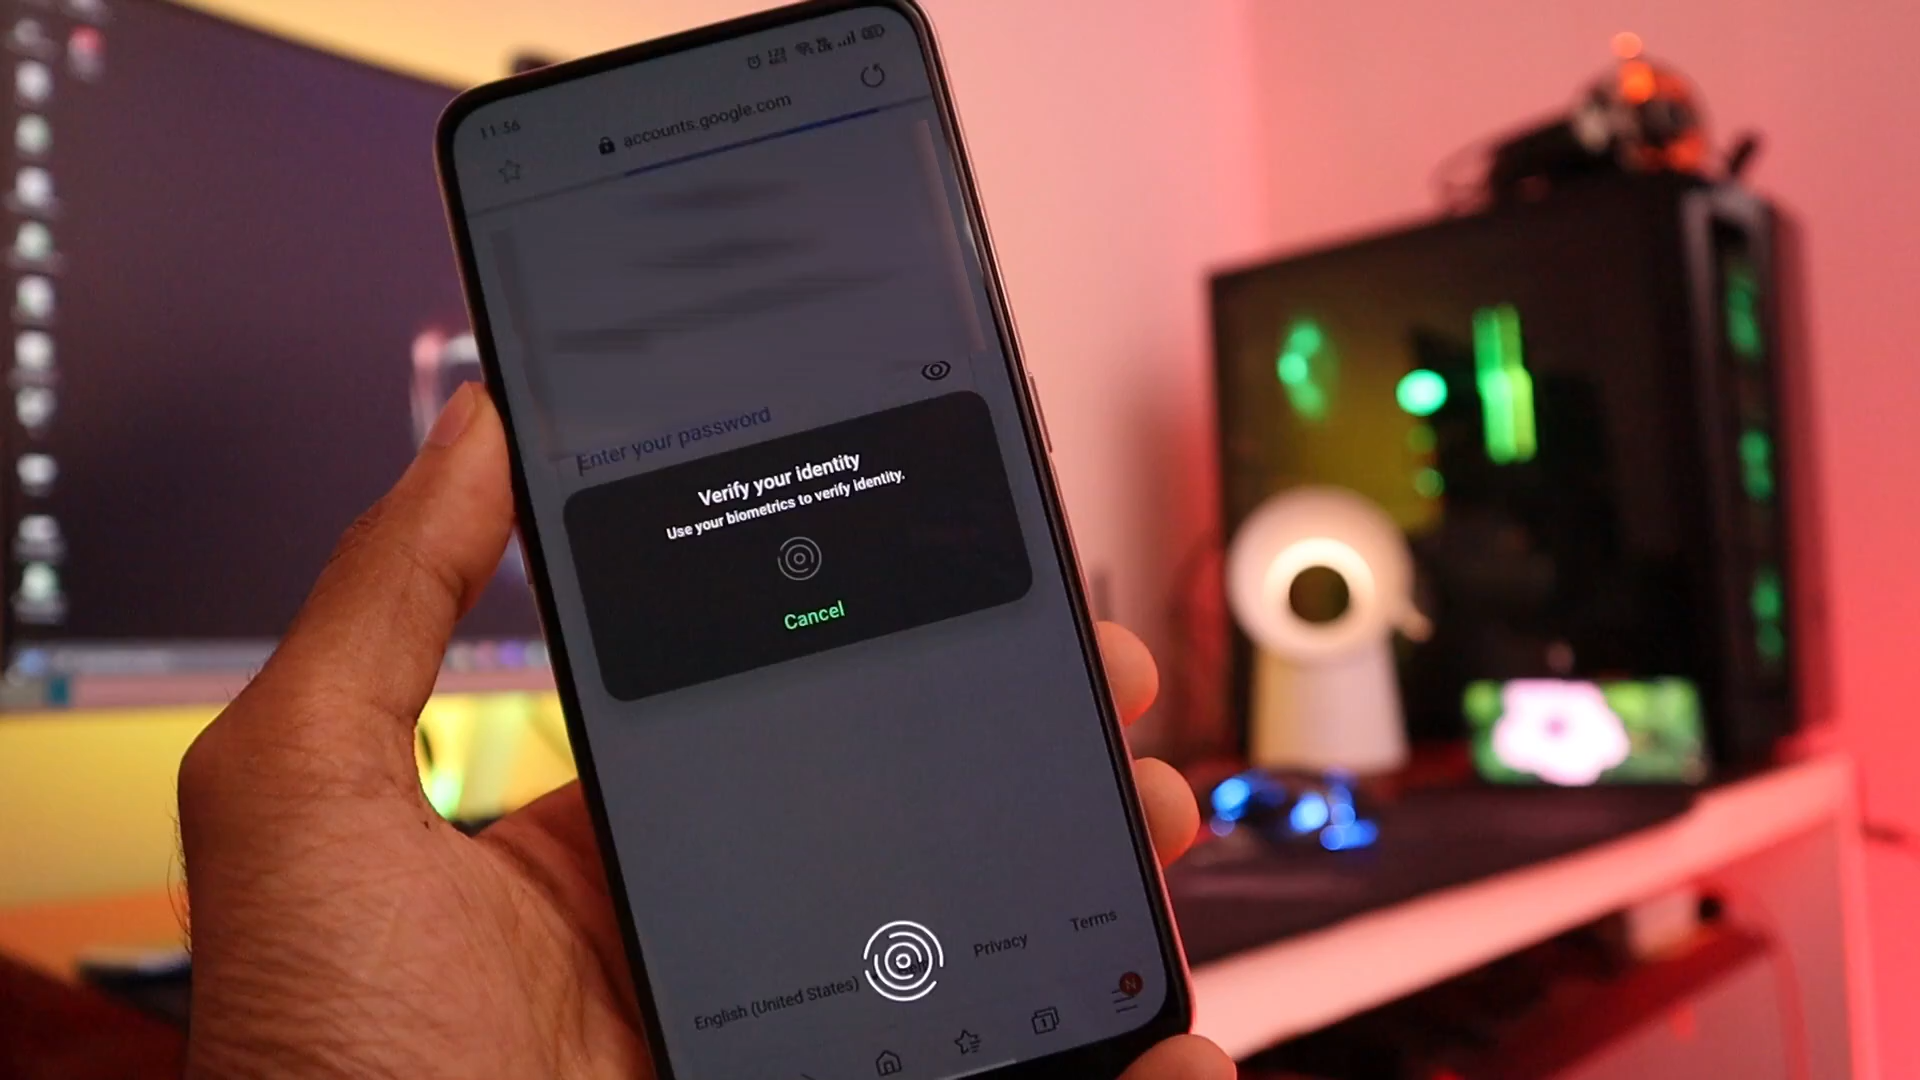 11:56
accounts.google.com
Enter your password
Verify your identity
Use your biometrics to verify identity.
Cancel
English (United States)
Privacy
Terms
1
N